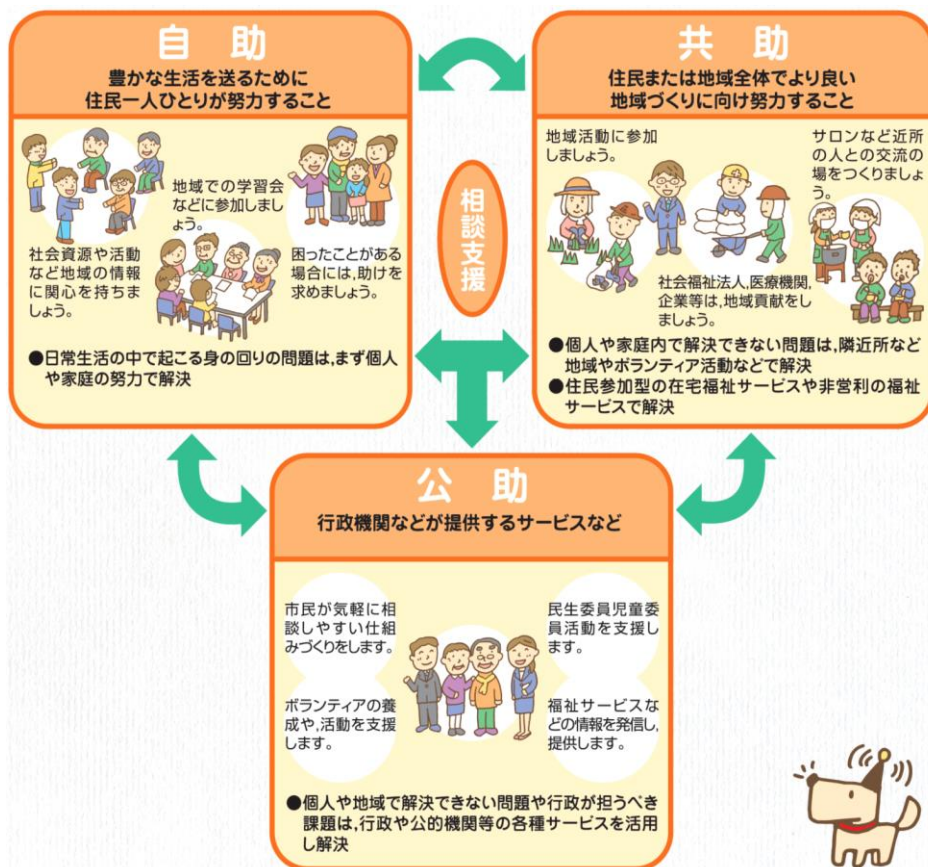 自 助
豊かな生活を送るために
住民一人ひとりが努力すること
社会資源や活動
など地域の情報
に関心を持ちま
しょう。
地域での学習会
などに参加しまし
ょう。
困ったことがある
場合には,助けを
求めましょう。
●日常生活の中で起こる身の回りの問題は,まず個人
や家庭の努力で解決
相談支援
共 助
住民または地域全体でより良い
地域づくりに向け努力すること
地域活動に参加
しましょう。
サロンなど近所
の人との交流の
場をつくりましょ
う。
社会福祉法人,医療機関,
企業等は,地域貢献をし
ましょう。
●個人や家庭内で解決できない問題は,隣近所など
地域やボランティア活動などで解決
●住民参加型の在宅福祉サービスや非営利の福祉
サービスで解決
公 助
行政機関などが提供するサービスなど
市民が気軽に相
談しやすい仕組
みづくりをします。
民生委員児童委
員活動を支援し
ます。
ボランティアの養
成や,活動を支援
します。
福祉サービスな
どの情報を発信し,
提供します。
●個人や地域で解決できない問題や行政が担うべき
課題は,行政や公的機関等の各種サービスを活用
し解決